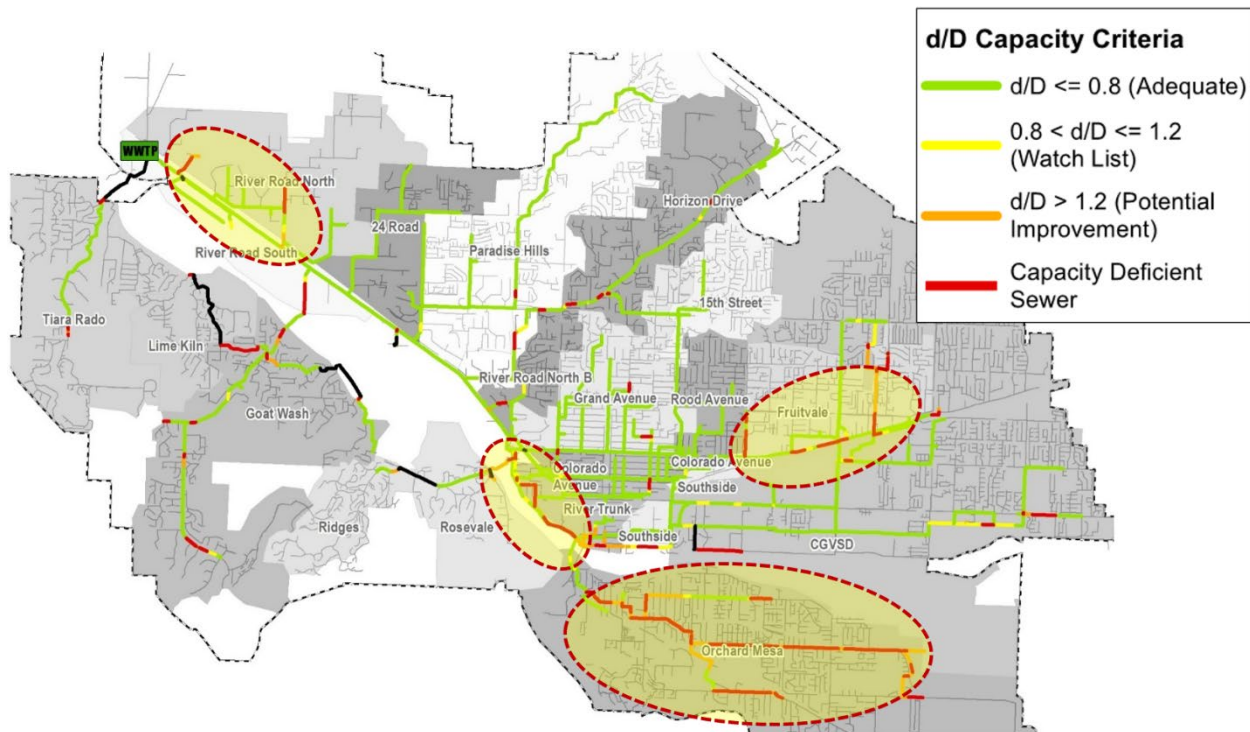 d/D Capacity Criteria
d/D <= 0.8 (Adequate)
0.8 < d/D <= 1.2
(Watch List)
d/D > 1.2 (Potential
Improvement)
Capacity Deficient
Sewer
WWTP
River Road North
River Road South
24 Road
Horizon Drive
Paradise Hills
15th Street
Tiara Rado
Lime Kiln
River Road North B
Grand Avenue
Rood Avenue
Fruitvale
Goat Wash
Colorado
Avenue
Colorado Avenue
Southside
River Trunk
Ridges
Rosevale
Southside
CGVSD
Orchard Mesa